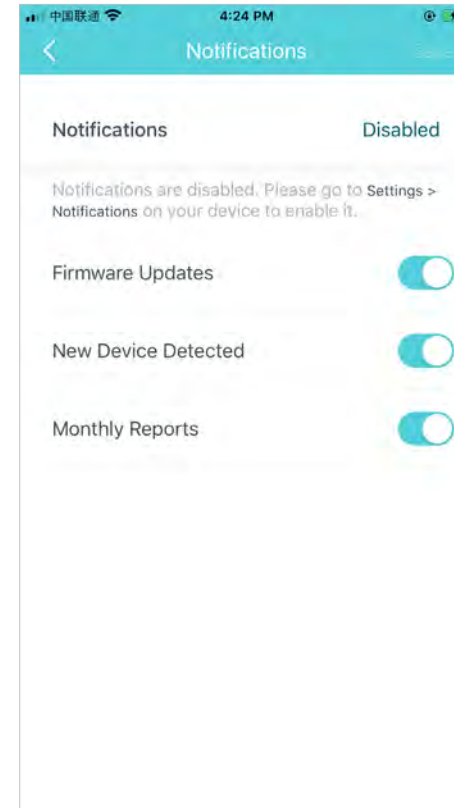 中国联通 4:24 PM
Notifications Save
Notifications Disabled
Notifications are disabled. Please go to Settings >
Notifications on your device to enable it.
Firmware Updates
New Device Detected
Monthly Reports